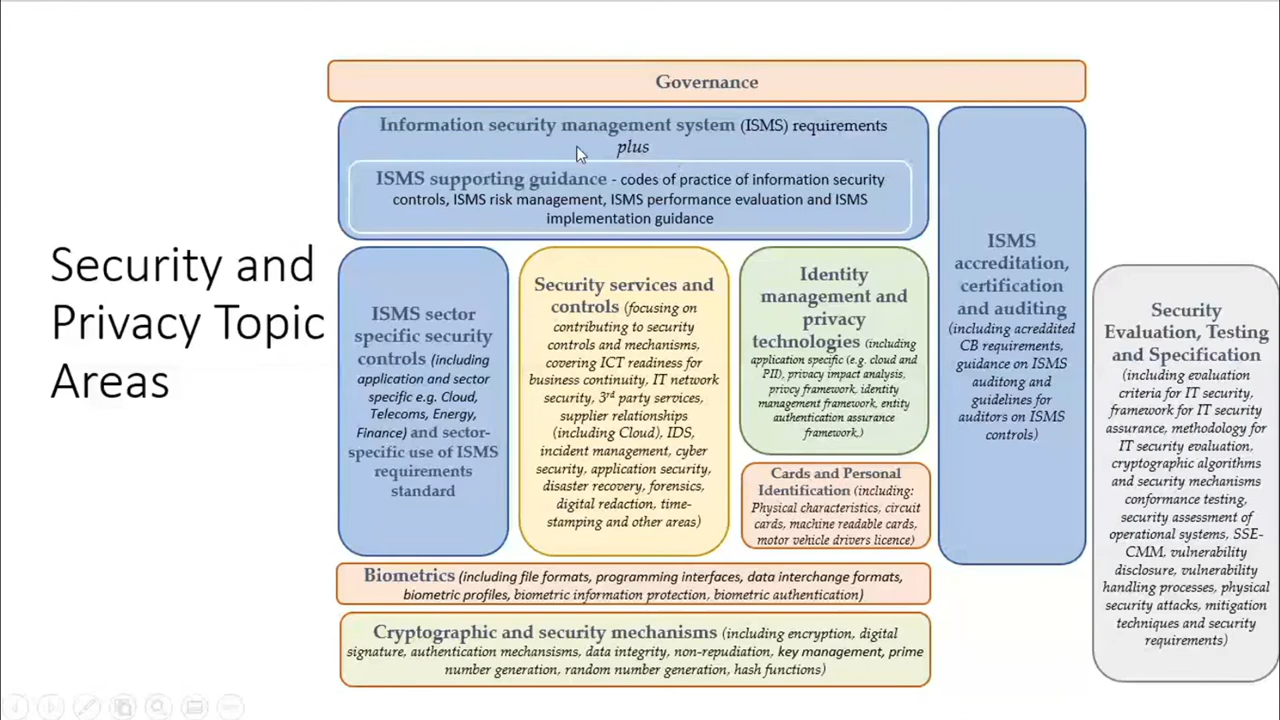 Security and
Privacy Topic
Areas
Governance
Information security management system (ISMS) requirements
plus
ISMS supporting guidance - codes of practice of information security
controls, ISMS risk management, ISMS performance evaluation and ISMS
implementation guidance
ISMS sector
specific security
controls (including
application and sector
specific e.g. Cloud,
Telecoms, Energy,
Finance) and sector-
specific use of ISMS
requirements
standard
Security services and
controls (focusing on
contributing to security
controls and mechanisms,
covering ICT readiness for
business continuity, IT network
security, 3rd party services,
supplier relationships
(including Cloud), IDS,
incident management, cyber
security, application security,
disaster recovery, forensics,
digital redaction, time-
stamping and other areas)
Identity
management and
privacy
technologies (including
application specific (e.g. cloud and
PII), privacy impact analysis,
privcy framework, identity
management framework, entity
authentication assurance
framework,)
Cards and Personal
Identification (including:
Physical characteristics, circuit
cards, machine readable cards,
motor vehicle drivers licence)
ISMS
accreditation,
certification
and auditing
(including acreddited
CB requirements,
guidance on ISMS
auditong and
guidelines for
auditors on ISMS
controls)
Security
Evaluation, Testing
and Specification
(including evaluation
criteria for IT security,
framework for IT security
assurance, methodology for
IT security evaluation,
cryptographic algorithms
and security mechanisms
conformance testing,
security assessment of
operational systems, SSE-
CMM, vulnerability
disclosure, vulnerability
handling processes, physical
security attacks, mitigation
techniques and security
requirements)
Biometrics (including file formats, programming interfaces, data interchange formats,
biometric profiles, biometric information protection, biometric authentication)
Cryptographic and security mechanisms (including encryption, digital
signature, authentication mechansisms, data integrity, non-repudiation, key management, prime
number generation, random number generation, hash functions)